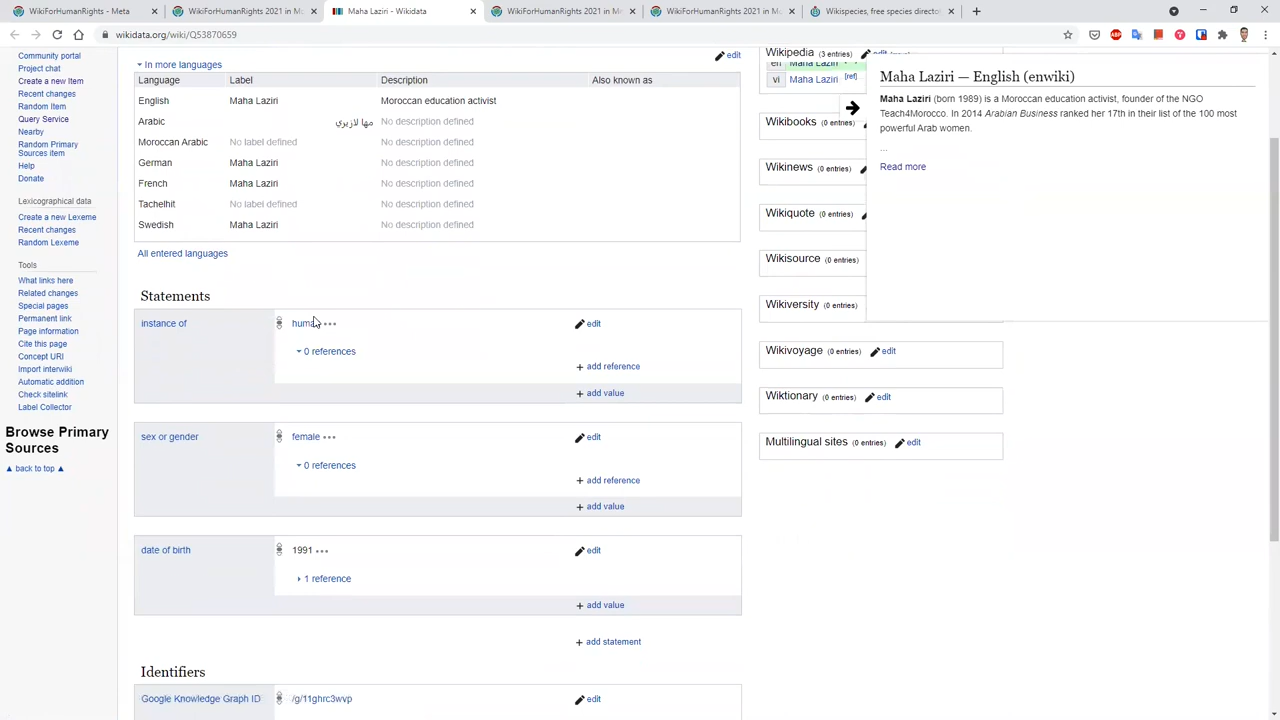 WikiForHumanRights - Meta
WikiForHumanRights 2021 in M
Maha Laziri - Wikidata
WikiForHumanRights 2021 in M
WikiForHumanRights 2021 in M
Wikispecies, free species directo
wikidata.org/wiki/Q53870659
Community portal
Project chat
Create a new Item
Recent changes
Random Item
Query Service
Nearby
Random Primary
Sources item
Help
Donate
Lexicographical data
Create a new Lexeme
Recent changes
Random Lexeme
Tools
What links here
Related changes
Special pages
Permanent link
Page information
Cite this page
Concept URI
Import interwiki
Automatic addition
Check sitelink
Label Collector
Browse Primary
Sources
▲ back to top ▲
In more languages
edit
Language Label Description Also known as
English Maha Laziri Moroccan education activist
Arabic مها لازيري No description defined
Moroccan Arabic No label defined No description defined
German Maha Laziri No description defined
French Maha Laziri No description defined
Tachelhit No label defined No description defined
Swedish Maha Laziri No description defined
All entered languages
Statements
instance of
edit
0 references
+ add reference
+ add value
sex or gender
female
edit
0 references
+ add reference
+ add value
date of birth
1991
edit
1 reference
+ add value
+ add statement
Identifiers
Google Knowledge Graph ID
/g/11ghrc3wvp
edit
Wikipedia (3 entries) edit
en Maha Laziri
vi Maha Laziri [ref]
Wikibooks (0 entries)
Wikinews (0 entries)
Wikiquote (0 entries)
Wikisource (0 entries)
Wikiversity (0 entries)
Wikivoyage (0 entries) edit
Wiktionary (0 entries) edit
Multilingual sites (0 entries) edit
Maha Laziri — English (enwiki)
Maha Laziri (born 1989) is a Moroccan education activist, founder of the NGO
Teach4Morocco. In 2014 Arabian Business ranked her 17th in their list of the 100 most
powerful Arab women.
...
Read more